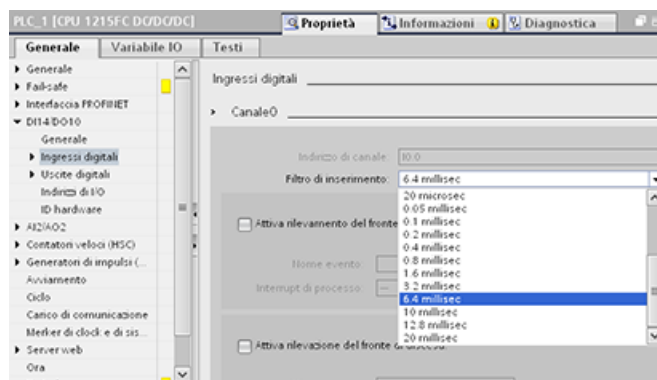 PLC_1 [CPU 1215FC DC/DC/DC]
Proprietà
Informazioni
Diagnostica
Generale
Variabile IO
Testi
Generale
Fail-safe
Interfaccia PROFINET
DI14/DO10
Generale
Ingressi digitali
Uscite digitali
Indirizzi di I/O
ID hardware
AI2/AO2
Contatori veloci (HSC)
Generatori di impulsi (...
Avviamento
Ciclo
Carico di comunicazione
Merker di clock e di sis...
Server web
Ora
Ingressi digitali
Canale0
Indirizzo di canale: I0.0
Filtro di inserimento: 6.4 millisec
20 microsec
0.05 millisec
0.1 millisec
0.2 millisec
0.4 millisec
0.8 millisec
1.6 millisec
3.2 millisec
6.4 millisec
10 millisec
12.8 millisec
20 millisec
Attiva rilevamento del fronte
Nome evento:
Interrupt di processo:
Attiva rilevazione del fronte di discesa: